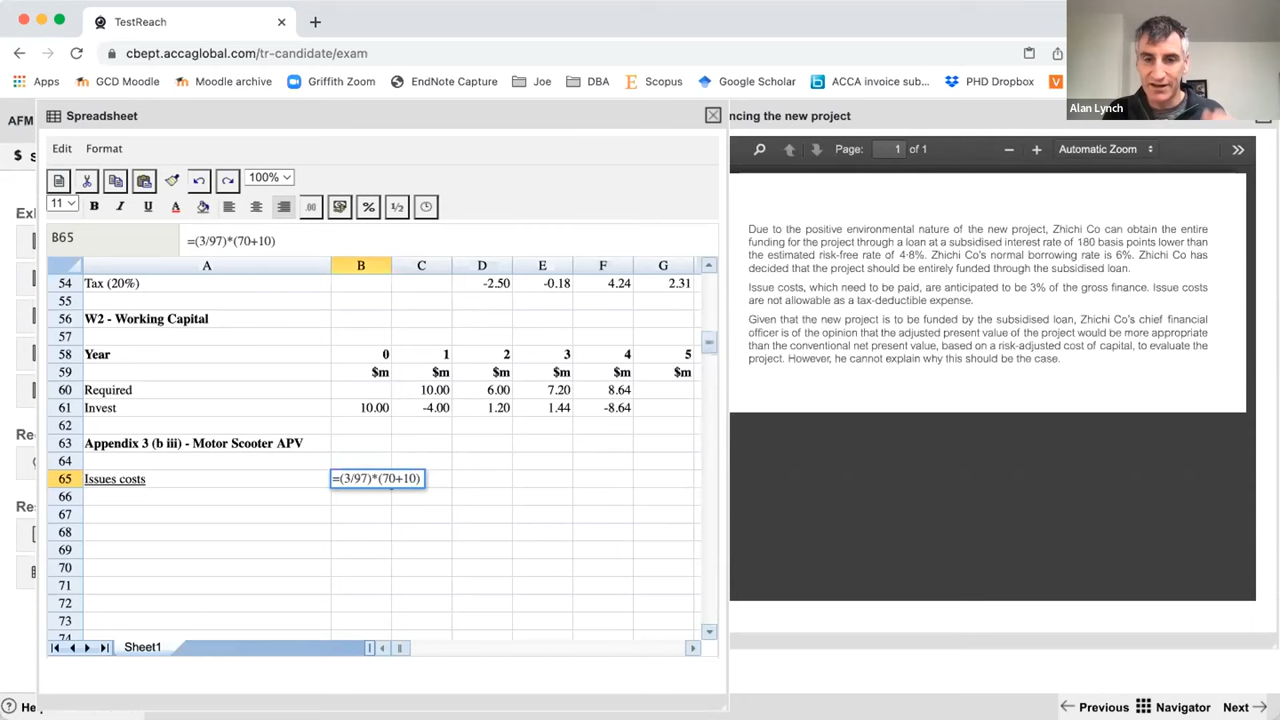 TestReach
cbept.accaglobal.com/tr-candidate/exam
Apps GCD Moodle Moodle archive Griffith Zoom EndNote Capture Joe DBA Scopus Google Scholar ACCA invoice sub... PHD Dropbox
Alan Lynch
AFM
Spreadsheet
ncing the new project
Edit Format
Page: 1 of 1 Automatic Zoom
100%
11 B I U A .00 % 1/2
B65 =(3/97)*(70+10)
A B C D E F G
54 Tax (20%) -2.50 -0.18 4.24 2.31
55
56 W2 - Working Capital
57
58 Year 0 1 2 3 4 5
59 $m $m $m $m $m $m
60 Required 10.00 6.00 7.20 8.64
61 Invest 10.00 -4.00 1.20 1.44 -8.64
62
63 Appendix 3 (b iii) - Motor Scooter APV
64
65 Issues costs =(3/97)*(70+10)
66
67
68
69
70
71
72
73
74
Sheet1
Due to the positive environmental nature of the new project, Zhichi Co can obtain the entire
funding for the project through a loan at a subsidised interest rate of 180 basis points lower than
the estimated risk-free rate of 4·8%. Zhichi Co's normal borrowing rate is 6%. Zhichi Co has
decided that the project should be entirely funded through the subsidised loan.
Issue costs, which need to be paid, are anticipated to be 3% of the gross finance. Issue costs
are not allowable as a tax-deductible expense.
Given that the new project is to be funded by the subsidised loan, Zhichi Co's chief financial
officer is of the opinion that the adjusted present value of the project would be more appropriate
than the conventional net present value, based on a risk-adjusted cost of capital, to evaluate the
project. However, he cannot explain why this should be the case.
Previous Navigator Next